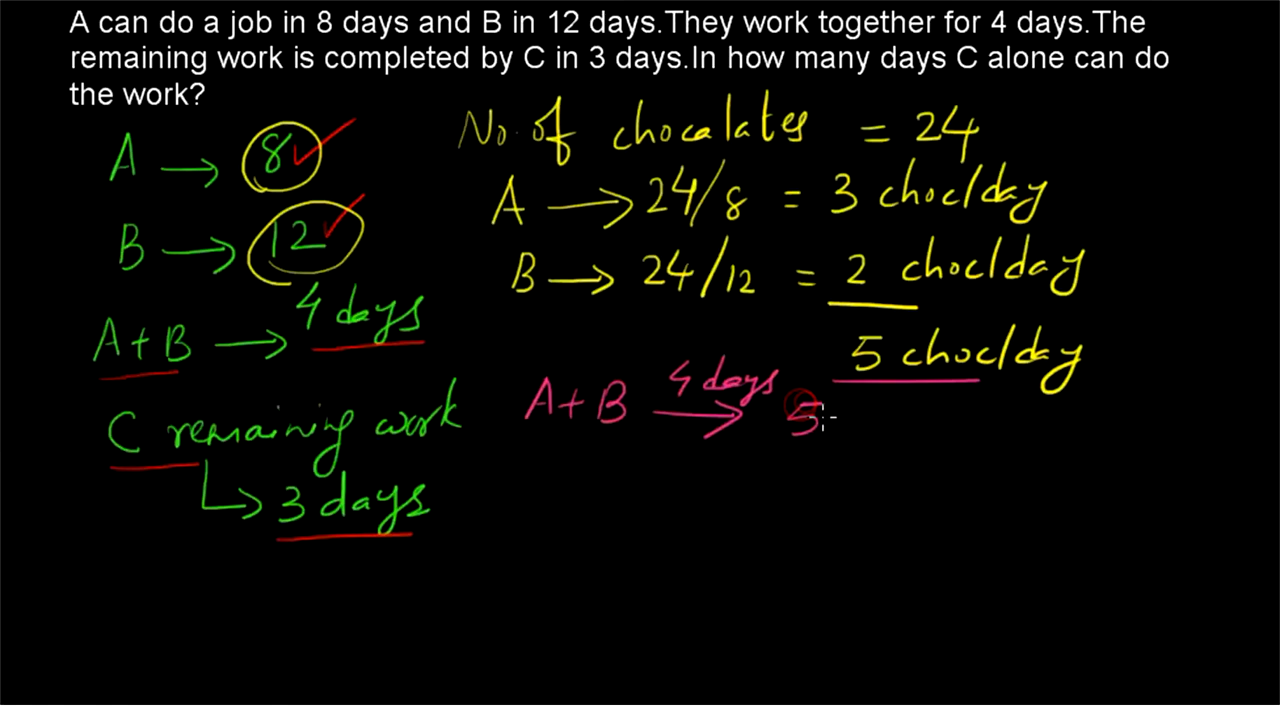 A can do a job in 8 days and B in 12 days.They work together for 4 days.The
remaining work is completed by C in 3 days.In how many days C alone can do
the work?
A → 8
B → 12
A+B → 4 days
C remaining work
3 days
No. of chocalates = 24
A → 24/8 = 3 choc/day
B → 24/12 = 2 choc/day
5 choc/day
A+B 4 days → 5